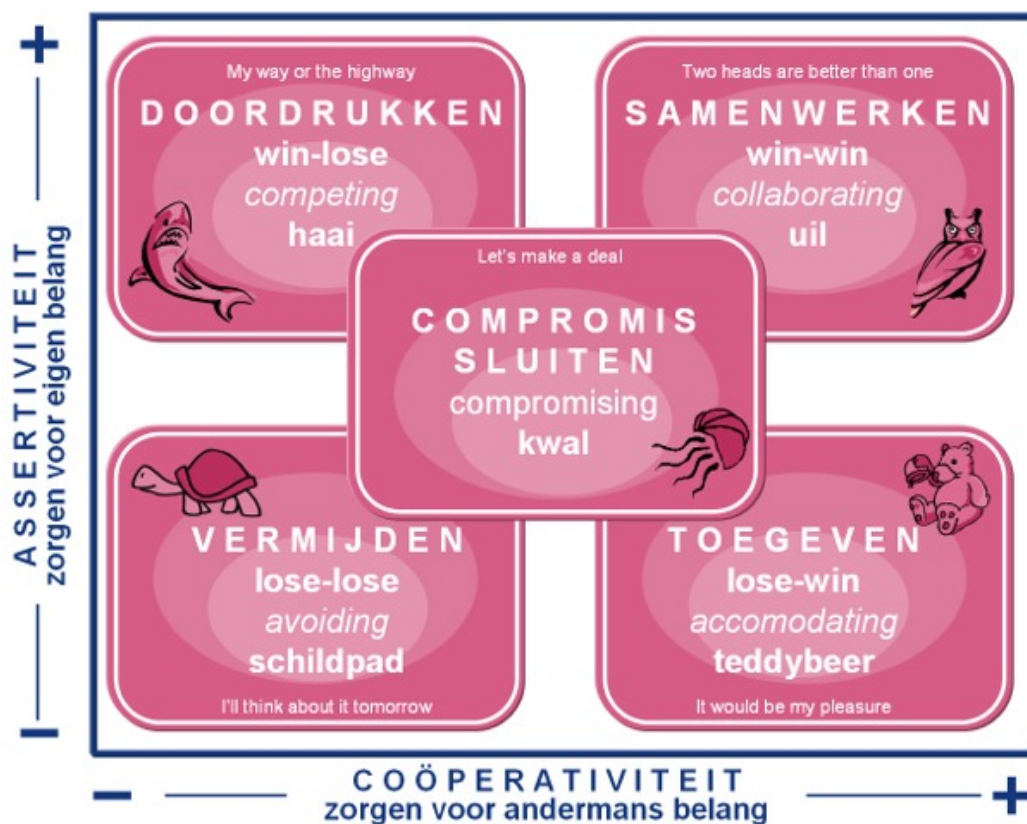 +
ASSERTIVITEIT
zorgen voor eigen belang
–
My way or the highway
DOORDRUKKEN
win-lose
competing
haai
Two heads are better than one
SAMENWERKEN
win-win
collaborating
uil
Let's make a deal
COMPROMIS
SLUITEN
compromising
kwal
VERMIJDEN
lose-lose
avoiding
schildpad
I'll think about it tomorrow
TOEGEVEN
lose-win
accomodating
teddybeer
It would be my pleasure
– COÖPERATIVITEIT +
zorgen voor andermans belang